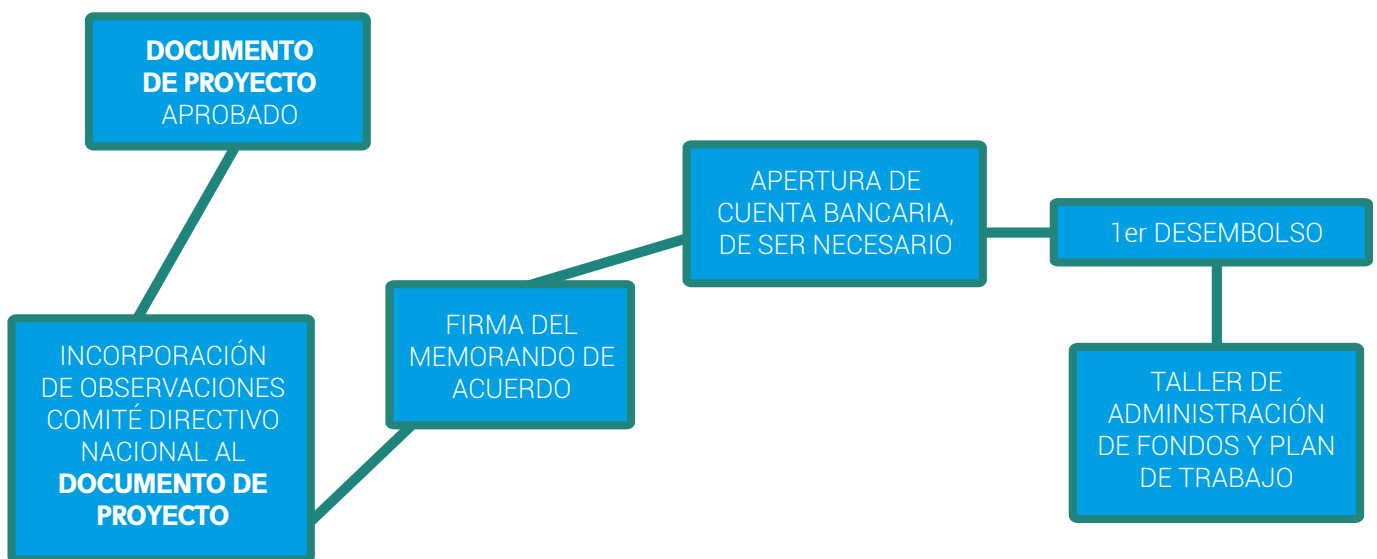 DOCUMENTO
DE PROYECTO
APROBADO
INCORPORACIÓN
DE OBSERVACIONES
COMITÉ DIRECTIVO
NACIONAL AL
DOCUMENTO DE
PROYECTO
FIRMA DEL
MEMORANDO DE
ACUERDO
APERTURA DE
CUENTA BANCARIA,
DE SER NECESARIO
1er DESEMBOLSO
TALLER DE
ADMINISTRACIÓN
DE FONDOS Y PLAN
DE TRABAJO